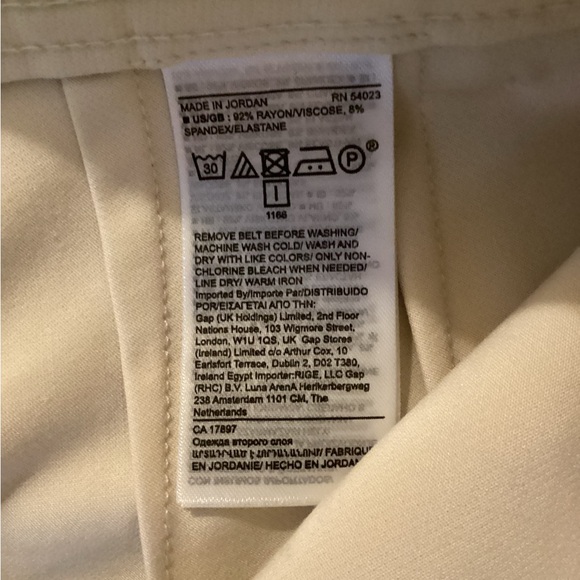 MADE IN JORDAN RN 54023
■ US/GB : 92% RAYON/VISCOSE, 8%
SPANDEX/ELASTANE
30 P ®
1166
REMOVE BELT BEFORE WASHING/
MACHINE WASH COLD/ WASH AND
DRY WITH LIKE COLORS/ ONLY NON-
CHLORINE BLEACH WHEN NEEDED/
LINE DRY/ WARM IRON
Imported By/Importe Par/DISTRIBUIDO
POR/ΕΙΣΑΓΕΤΑΙ ΑΠΟ ΤΗΝ:
Gap (UK Holdings) Limited, 2nd Floor
Nations House, 103 Wigmore Street,
London, W1U 1QS, UK Gap Stores
(Ireland) Limited c/o Arthur Cox, 10
Earlsfort Terrace, Dublin 2, D02 T380,
Ireland Egypt Importer:RIGE, LLC Gap
(RHC) B.V. Luna ArenA Herikerbergweg
238 Amsterdam 1101 CM, The
Netherlands
CA 17897
Одежда второго слоя
ԱՐՏԱԴՐՎԱԾ Է ՅՈՐԴԱՆԱՆՈՒՄ/ FABRIQU
EN JORDANIE/ HECHO EN JORDAN